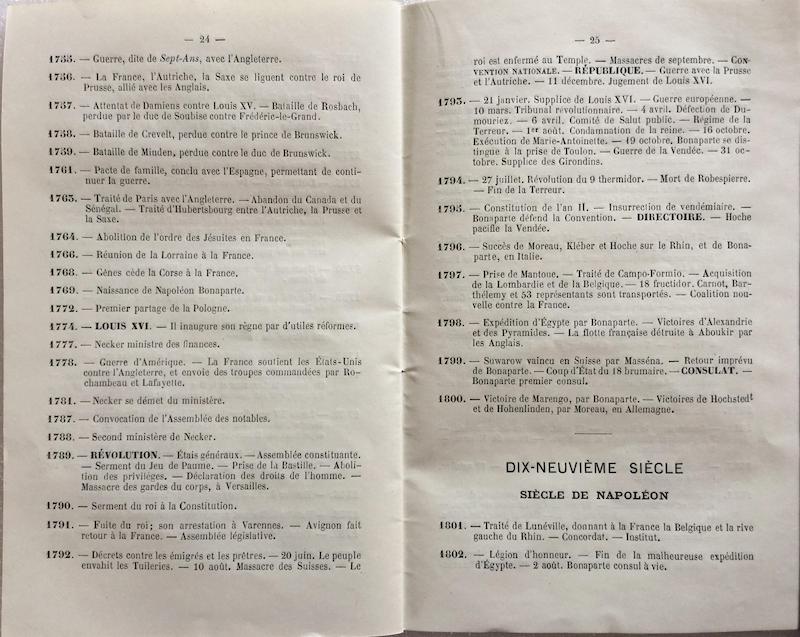 — 24 —
1755. — Guerre, dite de Sept-Ans, avec l'Angleterre.
1756. — La France, l'Autriche, la Saxe se liguent contre le roi de
Prusse, allié avec les Anglais.
1757. — Attentat de Damiens contre Louis XV. — Bataille de Rosbach,
perdue par le duc de Soubise contre Frédéric-le-Grand.
1758. — Bataille de Crevelt, perdue contre le prince de Brunswick.
1759. — Bataille de Minden, perdue contre le duc de Brunswick.
1761. — Pacte de famille, conclu avec l'Espagne, permettant de conti-
nuer la guerre.
1763. — Traité de Paris avec l'Angleterre. — Abandon du Canada et du
Sénégal. — Traité d'Hubertsbourg entre l'Autriche, la Prusse et
la Saxe.
1764. — Abolition de l'ordre des Jésuites en France.
1766. — Réunion de la Lorraine à la France.
1768. — Gênes cède la Corse à la France.
1769. — Naissance de Napoléon Bonaparte.
1772. — Premier partage de la Pologne.
1774. — LOUIS XVI. — Il inaugure son règne par d'utiles réformes.
1777. — Necker ministre des finances.
1778. — Guerre d'Amérique. — La France soutient les États-Unis
contre l'Angleterre, et envoie des troupes commandées par Ro-
chambeau et Lafayette.
1781. — Necker se démet du ministère.
1787. — Convocation de l'Assemblée des notables.
1788. — Second ministère de Necker.
1789. — RÉVOLUTION. — États généraux. — Assemblée constituante.
— Serment du Jeu de Paume. — Prise de la Bastille. — Aboli-
tion des privilèges. — Déclaration des droits de l'homme. —
Massacre des gardes du corps, à Versailles.
1790. — Serment du roi à la Constitution.
1791. — Fuite du roi; son arrestation à Varennes. — Avignon fait
retour à la France. — Assemblée législative.
1792. — Décrets contre les émigrés et les prêtres. — 20 juin. Le peuple
envahit les Tuileries. — 10 août. Massacre des Suisses. — Le
— 25 —
roi est enfermé au Temple. — Massacres de septembre. — CON-
VENTION NATIONALE. — RÉPUBLIQUE. — Guerre avec la Prusse
et l'Autriche. — 11 décembre. Jugement de Louis XVI.
1793. — 21 janvier. Supplice de Louis XVI. — Guerre européenne. —
10 mars. Tribunal révolutionnaire. — 4 avril. Défection de Du-
mouriez. — 6 avril. Comité de Salut public. — Régime de la
Terreur. — 1er août. Condamnation de la reine. — 16 octobre.
Exécution de Marie-Antoinette. — 19 octobre. Bonaparte se dis-
tingue à la prise de Toulon. — Guerre de la Vendée. — 31 oc-
tobre. Supplice des Girondins.
1794. — 27 juillet. Révolution du 9 thermidor. — Mort de Robespierre.
— Fin de la Terreur.
1795. — Constitution de l'an II. — Insurrection de vendémiaire. —
Bonaparte défend la Convention. — DIRECTOIRE. — Hoche
pacifie la Vendée.
1796. — Succès de Moreau, Kléber et Hoche sur le Rhin, et de Bona-
parte, en Italie.
1797. — Prise de Mantoue. — Traité de Campo-Formio. — Acquisition
de la Lombardie et de la Belgique. — 18 fructidor. Carnot, Bar-
thélemy et 53 représentants sont transportés. — Coalition nou-
velle contre la France.
1798. — Expédition d'Égypte par Bonaparte. — Victoires d'Alexandrie
et des Pyramides. — La flotte française détruite à Aboukir par
les Anglais.
1799. — Suwarow vaincu en Suisse par Masséna. — Retour imprévu
de Bonaparte. — Coup d'État du 18 brumaire. — CONSULAT. —
Bonaparte premier consul.
1800. — Victoire de Marengo, par Bonaparte. — Victoires de Hochstedt
et de Hohenlinden, par Moreau, en Allemagne.
DIX-NEUVIÈME SIÈCLE
SIÈCLE DE NAPOLÉON
1801. — Traité de Lunéville, donnant à la France la Belgique et la rive
gauche du Rhin. — Concordat. — Institut.
1802. — Légion d'honneur. — Fin de la malheureuse expédition
d'Égypte. — 2 août. Bonaparte consul à vie.